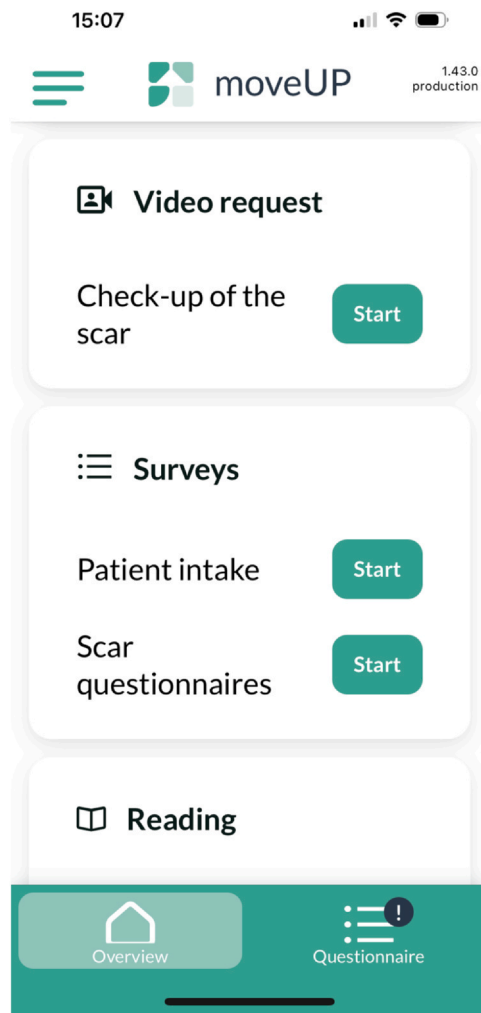 15:07
moveUP
1.43.0
production
Video request
Check-up of the
scar
Start
Surveys
Patient intake
Start
Scar
questionnaires
Start
Reading
!
Overview
Questionnaire